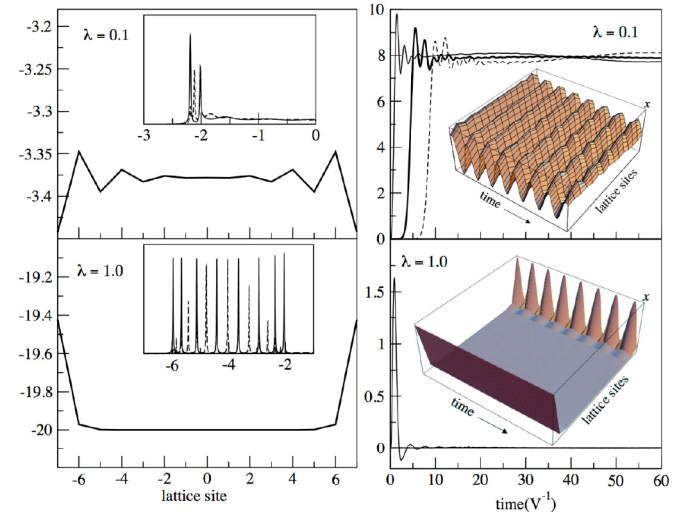 -3.2
-3.25
-3.3
-3.35
-3.4
λ = 0.1
-3 -2 -1 0
-19.2
-19.4
-19.6
-19.8
-20
λ = 1.0
-6 -4 -2
-6 -4 -2 0 2 4 6
lattice site
10
8
6
4
2
0
λ = 0.1
x
time
lattice sites
1.5
1
0.5
0
λ = 1.0
x
time
lattice sites
0 10 20 30 40 50 60
time(V⁻¹)